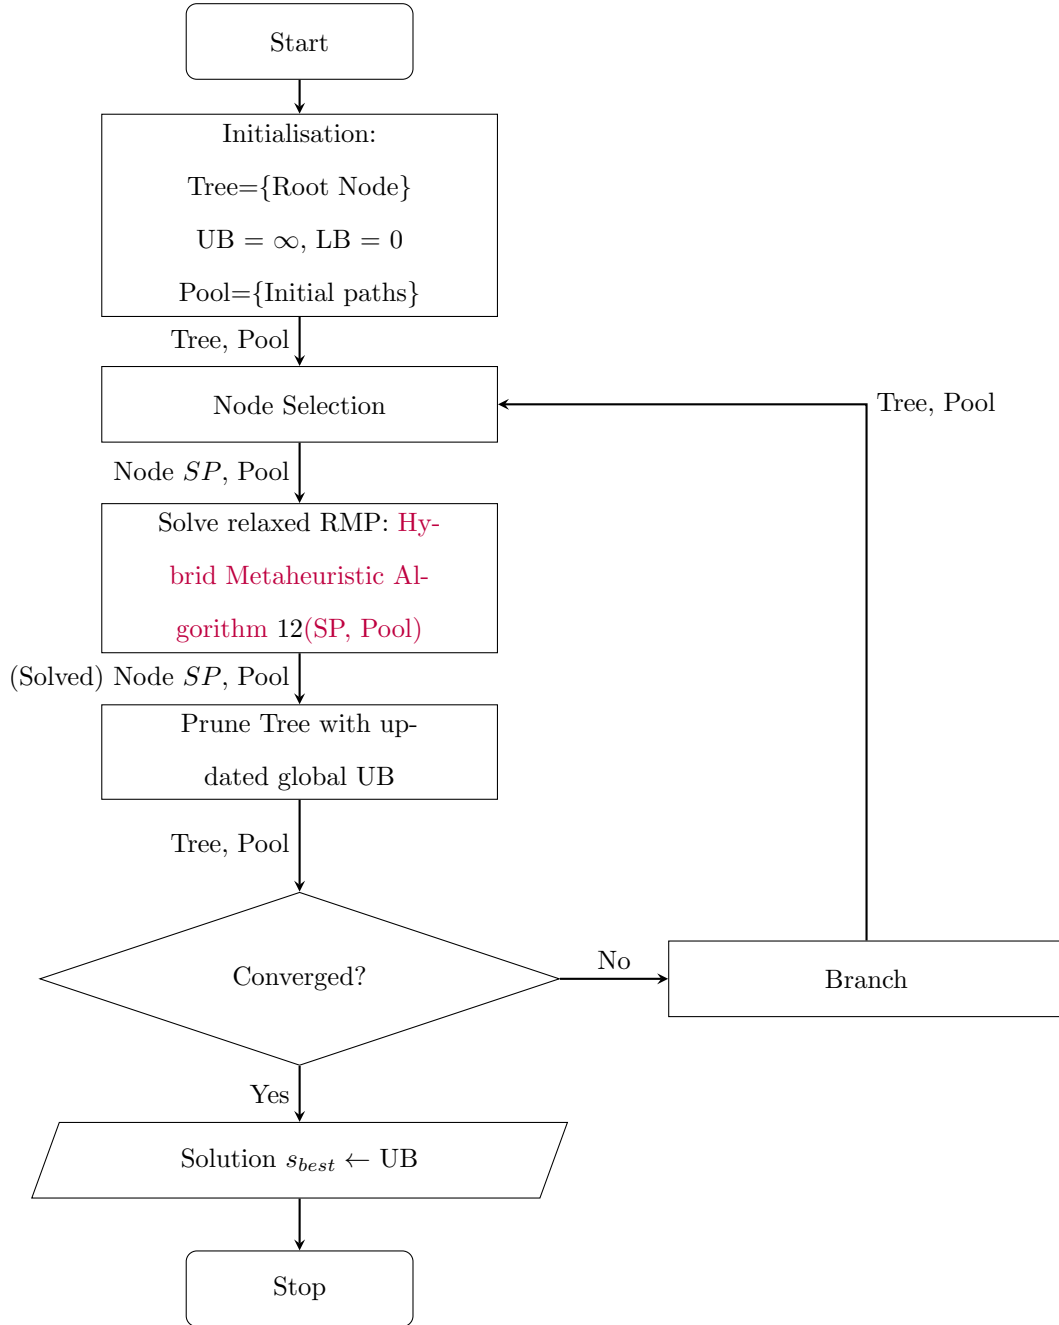 Start
Initialisation:
Tree={Root Node}
UB = ∞, LB = 0
Pool={Initial paths}
Tree, Pool
Node Selection
Tree, Pool
Node SP, Pool
Solve relaxed RMP: Hy-
brid Metaheuristic Al-
gorithm 12(SP, Pool)
(Solved) Node SP, Pool
Prune Tree with up-
dated global UB
Tree, Pool
Converged?
No
Branch
Yes
Solution s_{best} ← UB
Stop